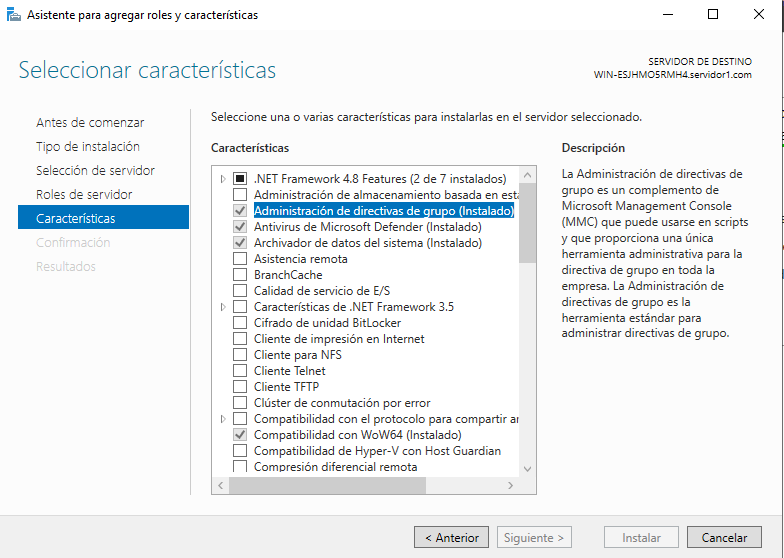 Asistente para agregar roles y características
Seleccionar características
SERVIDOR DE DESTINO
WIN-ESJHMO5RMH4.servidor1.com
Antes de comenzar
Tipo de instalación
Selección de servidor
Roles de servidor
Características
Confirmación
Resultados
Seleccione una o varias características para instalarlas en el servidor seleccionado.
Características
.NET Framework 4.8 Features (2 de 7 instalados)
Administración de almacenamiento basada en está
Administración de directivas de grupo (Instalado)
Antivirus de Microsoft Defender (Instalado)
Archivador de datos del sistema (Instalado)
Asistencia remota
BranchCache
Calidad de servicio de E/S
Características de .NET Framework 3.5
Cifrado de unidad BitLocker
Cliente de impresión en Internet
Cliente para NFS
Cliente Telnet
Cliente TFTP
Clúster de conmutación por error
Compatibilidad con el protocolo para compartir ar
Compatibilidad con WoW64 (Instalado)
Compatibilidad de Hyper-V con Host Guardian
Compresión diferencial remota
Descripción
La Administración de directivas de
grupo es un complemento de
Microsoft Management Console
(MMC) que puede usarse en scripts
y que proporciona una única
herramienta administrativa para la
directiva de grupo en toda la
empresa. La Administración de
directivas de grupo es la
herramienta estándar para
administrar directivas de grupo.
< Anterior
Siguiente >
Instalar
Cancelar